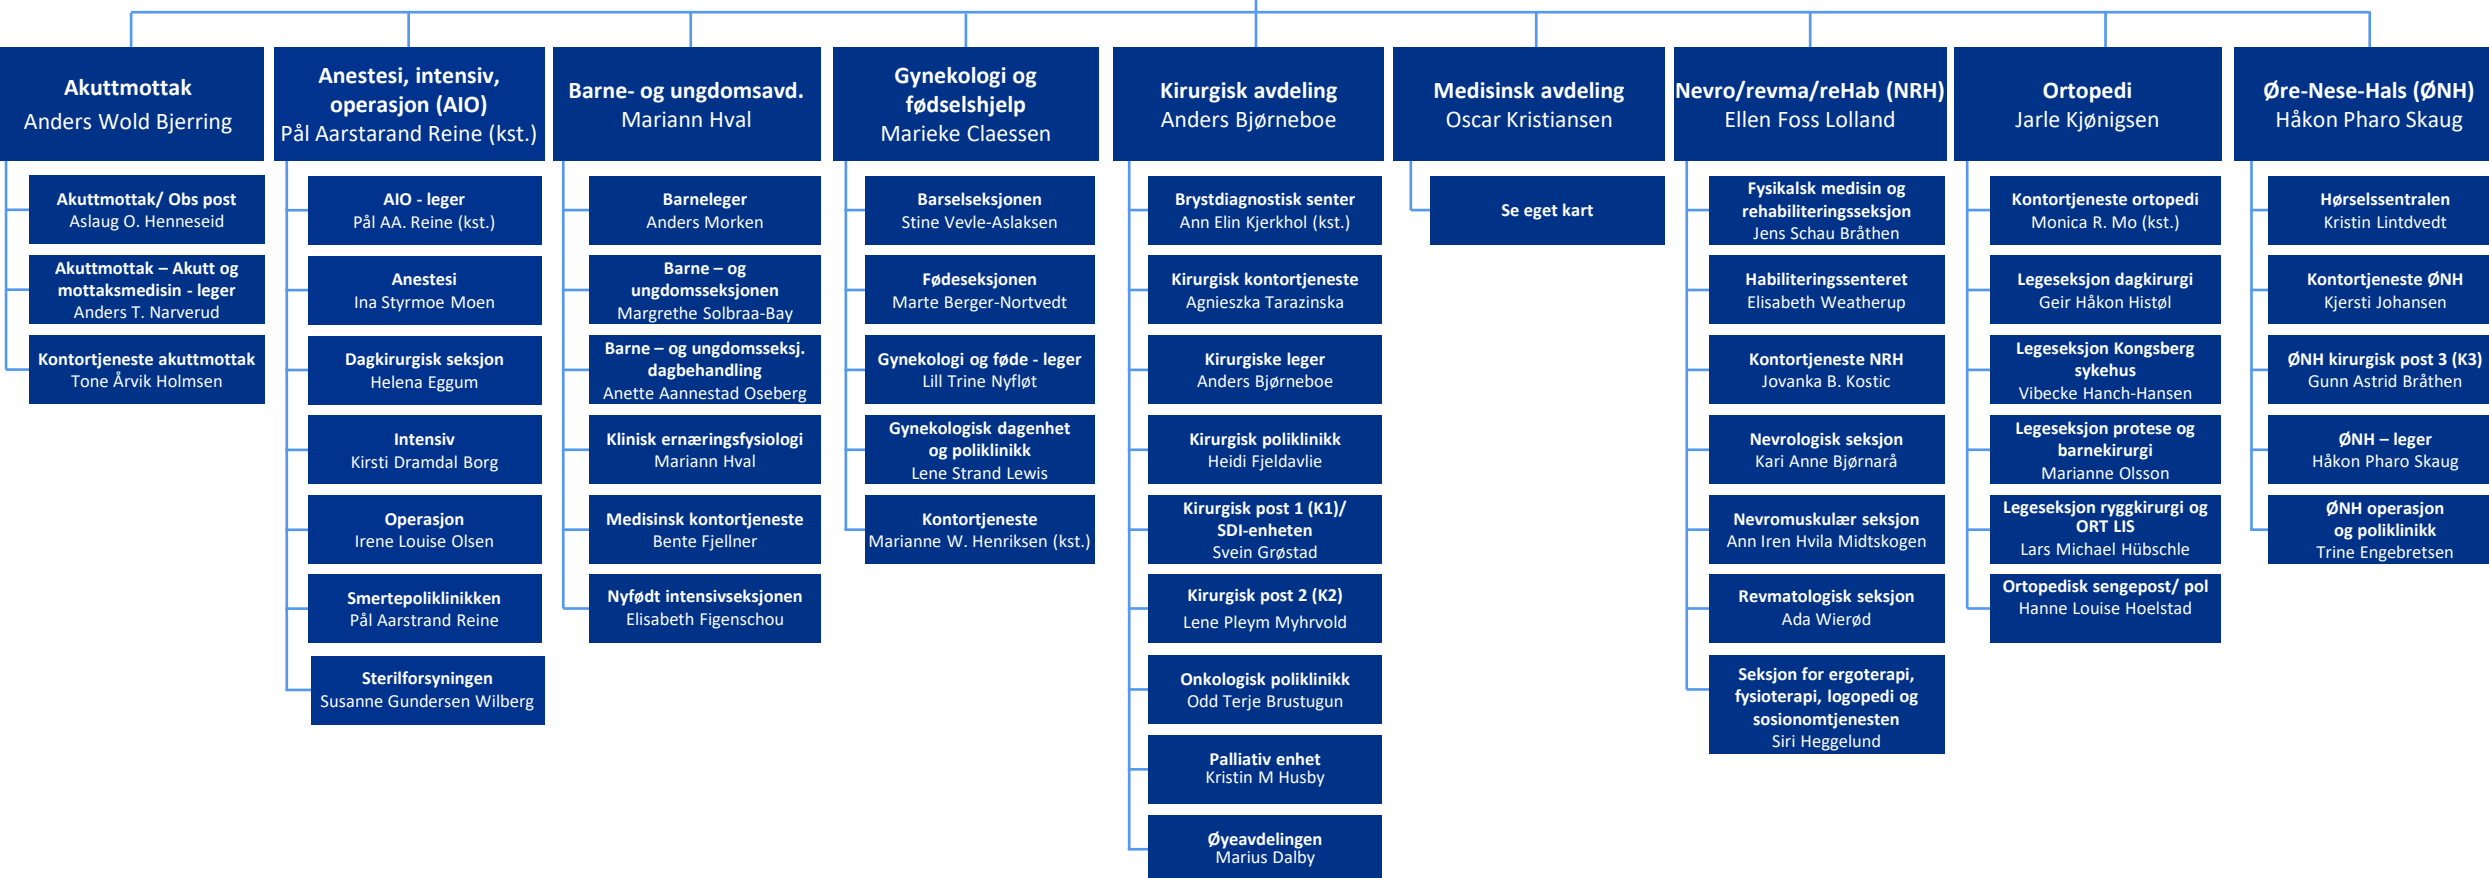 Akuttmottak
Anders Wold Bjerring
Akuttmottak/ Obs post
Aslaug O. Henneseid
Akuttmottak – Akutt og
mottaksmedisin - leger
Anders T. Narverud
Kontortjeneste akuttmottak
Tone Årvik Holmsen
Anestesi, intensiv,
operasjon (AIO)
Pål Aarstarand Reine (kst.)
AIO - leger
Pål AA. Reine (kst.)
Anestesi
Ina Styrmoe Moen
Dagkirurgisk seksjon
Helena Eggum
Intensiv
Kirsti Dramdal Borg
Operasjon
Irene Louise Olsen
Smertepoliklinikken
Pål Aarstrand Reine
Sterilforsyningen
Susanne Gundersen Wilberg
Barne- og ungdomsavd.
Mariann Hval
Barneleger
Anders Morken
Barne – og
ungdomsseksjonen
Margrethe Solbraa-Bay
Barne – og ungdomsseksj.
dagbehandling
Anette Aannestad Oseberg
Klinisk ernæringsfysiologi
Mariann Hval
Medisinsk kontortjeneste
Bente Fjellner
Nyfødt intensivseksjonen
Elisabeth Figenschou
Gynekologi og
fødselshjelp
Marieke Claessen
Barselseksjonen
Stine Vevle-Aslaksen
Fødeseksjonen
Marte Berger-Nortvedt
Gynekologi og føde - leger
Lill Trine Nyfløt
Gynekologisk dagenhet
og poliklinikk
Lene Strand Lewis
Kontortjeneste
Marianne W. Henriksen (kst.)
Kirurgisk avdeling
Anders Bjørneboe
Brystdiagnostisk senter
Ann Elin Kjerkhol (kst.)
Kirurgisk kontortjeneste
Agnieszka Tarazinska
Kirurgiske leger
Anders Bjørneboe
Kirurgisk poliklinikk
Heidi Fjeldavlie
Kirurgisk post 1 (K1)/
SDI-enheten
Svein Grøstad
Kirurgisk post 2 (K2)
Lene Pleym Myhrvold
Onkologisk poliklinikk
Odd Terje Brustugun
Palliativ enhet
Kristin M Husby
Øyeavdelingen
Marius Dalby
Medisinsk avdeling
Oscar Kristiansen
Se eget kart
Nevro/revma/reHab (NRH)
Ellen Foss Lolland
Fysikalsk medisin og
rehabiliteringsseksjon
Jens Schau Bråthen
Habiliteringssenteret
Elisabeth Weatherup
Kontortjeneste NRH
Jovanka B. Kostic
Nevrologisk seksjon
Kari Anne Bjørnarå
Nevromuskulær seksjon
Ann Iren Hvila Midtskogen
Revmatologisk seksjon
Ada Wierød
Seksjon for ergoterapi,
fysioterapi, logopedi og
sosionomtjenesten
Siri Heggelund
Ortopedi
Jarle Kjønigsen
Kontortjeneste ortopedi
Monica R. Mo (kst.)
Legeseksjon dagkirurgi
Geir Håkon Histøl
Legeseksjon Kongsberg
sykehus
Vibecke Hanch-Hansen
Legeseksjon protese og
barnekirurgi
Marianne Olsson
Legeseksjon ryggkirurgi og
ORT LIS
Lars Michael Hübschle
Ortopedisk sengepost/ pol
Hanne Louise Hoelstad
Øre-Nese-Hals (ØNH)
Håkon Pharo Skaug
Hørselssentralen
Kristin Lintdvedt
Kontortjeneste ØNH
Kjersti Johansen
ØNH kirurgisk post 3 (K3)
Gunn Astrid Bråthen
ØNH – leger
Håkon Pharo Skaug
ØNH operasjon
og poliklinikk
Trine Engebretsen